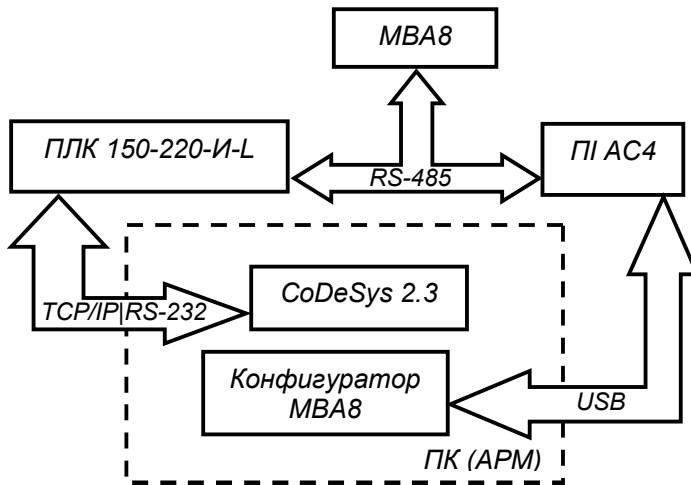 МВА8
ПЛК 150-220-И-L
ПІ АС4
RS-485
CoDeSys 2.3
TCP/IP|RS-232
Конфигуратор
МВА8
USB
ПК (АРМ)